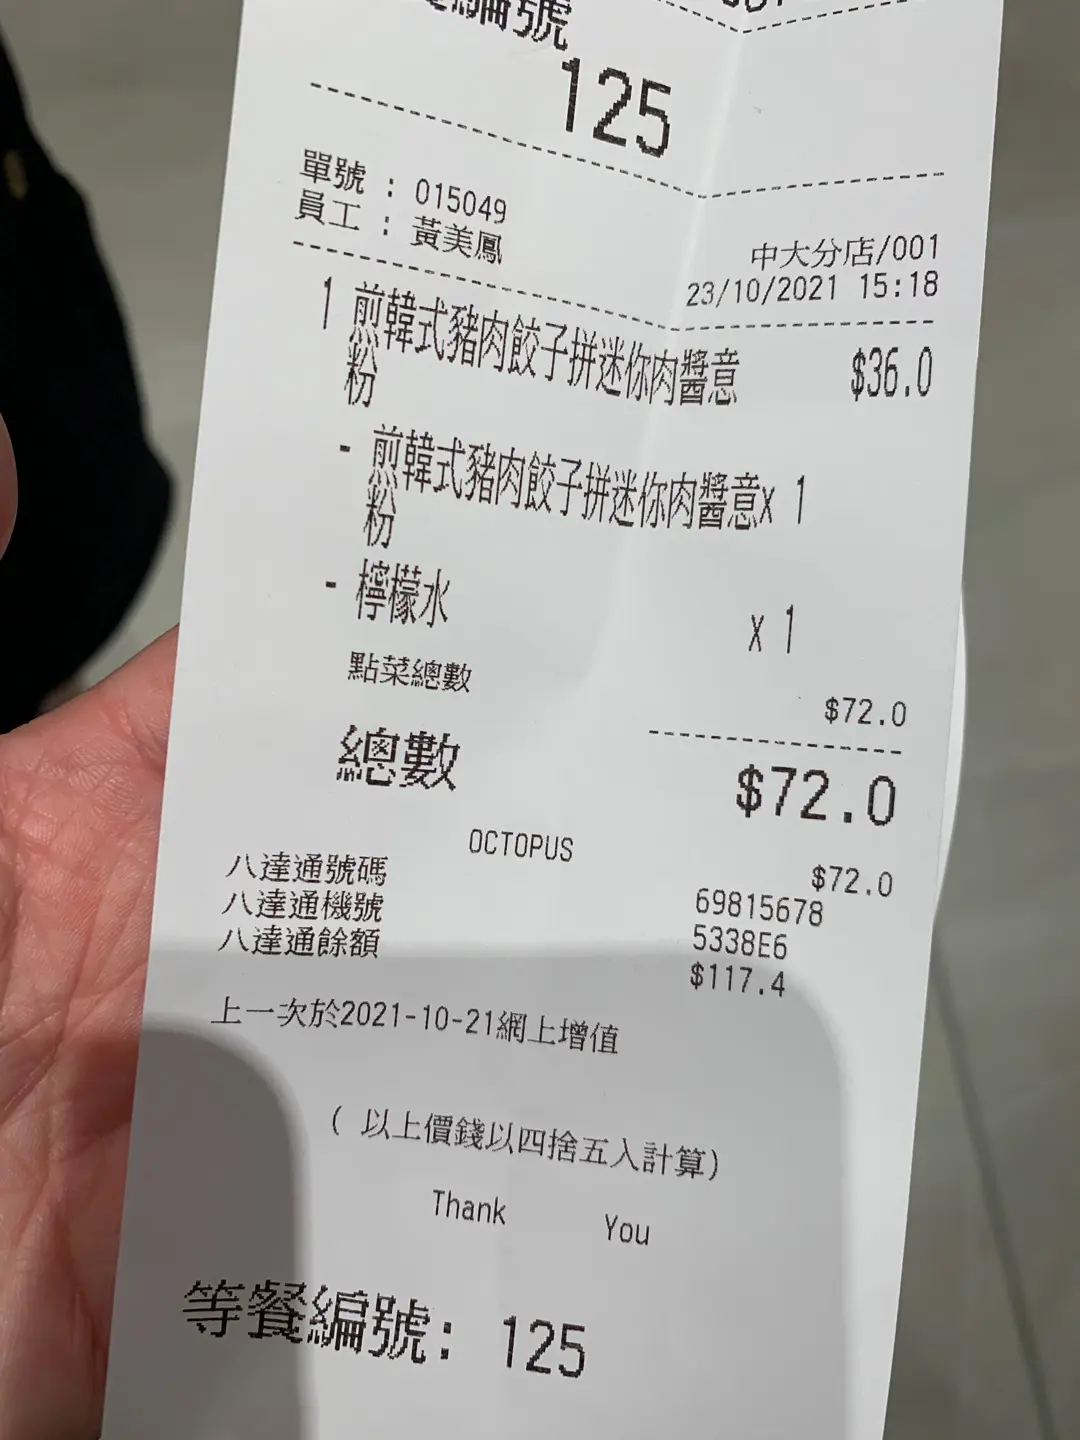 編號
125
單號 : 015049
員工 : 黃美鳳
中大分店/001
23/10/2021 15:18
1 煎韓式豬肉餃子拼迷你肉醬意粉 $36.0
- 煎韓式豬肉餃子拼迷你肉醬意粉 x 1
- 檸檬水 x 1
點菜總數 $72.0
總數 $72.0
OCTOPUS $72.0
八達通號碼 69815678
八達通機號 5338E6
八達通餘額 $117.4
上一次於2021-10-21網上增值
( 以上價錢以四捨五入計算)
Thank You
等餐編號: 125